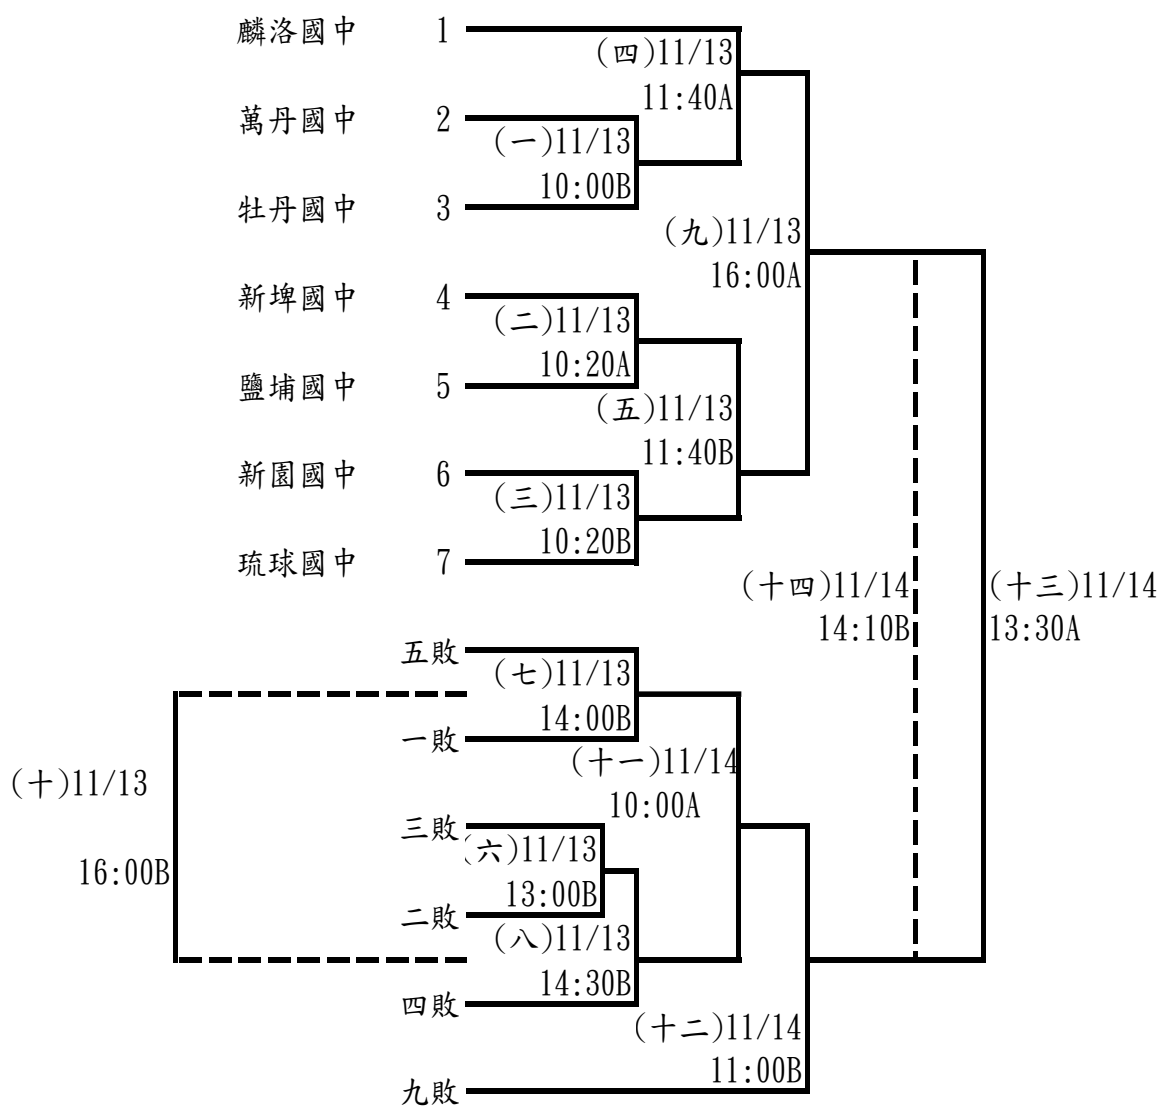 麟洛國中 1
(四)11/13
11:40A
萬丹國中 2
(一)11/13
10:00B
牡丹國中 3
(九)11/13
16:00A
新埤國中 4
(二)11/13
10:20A
鹽埔國中 5
(五)11/13
11:40B
新園國中 6
(三)11/13
10:20B
琉球國中 7
(十四)11/14
14:10B
(十三)11/14
13:30A
五敗
(七)11/13
14:00B
一敗
(十一)11/14
10:00A
(十)11/13
16:00B
三敗
(六)11/13
13:00B
二敗
(八)11/13
14:30B
四敗
(十二)11/14
11:00B
九敗